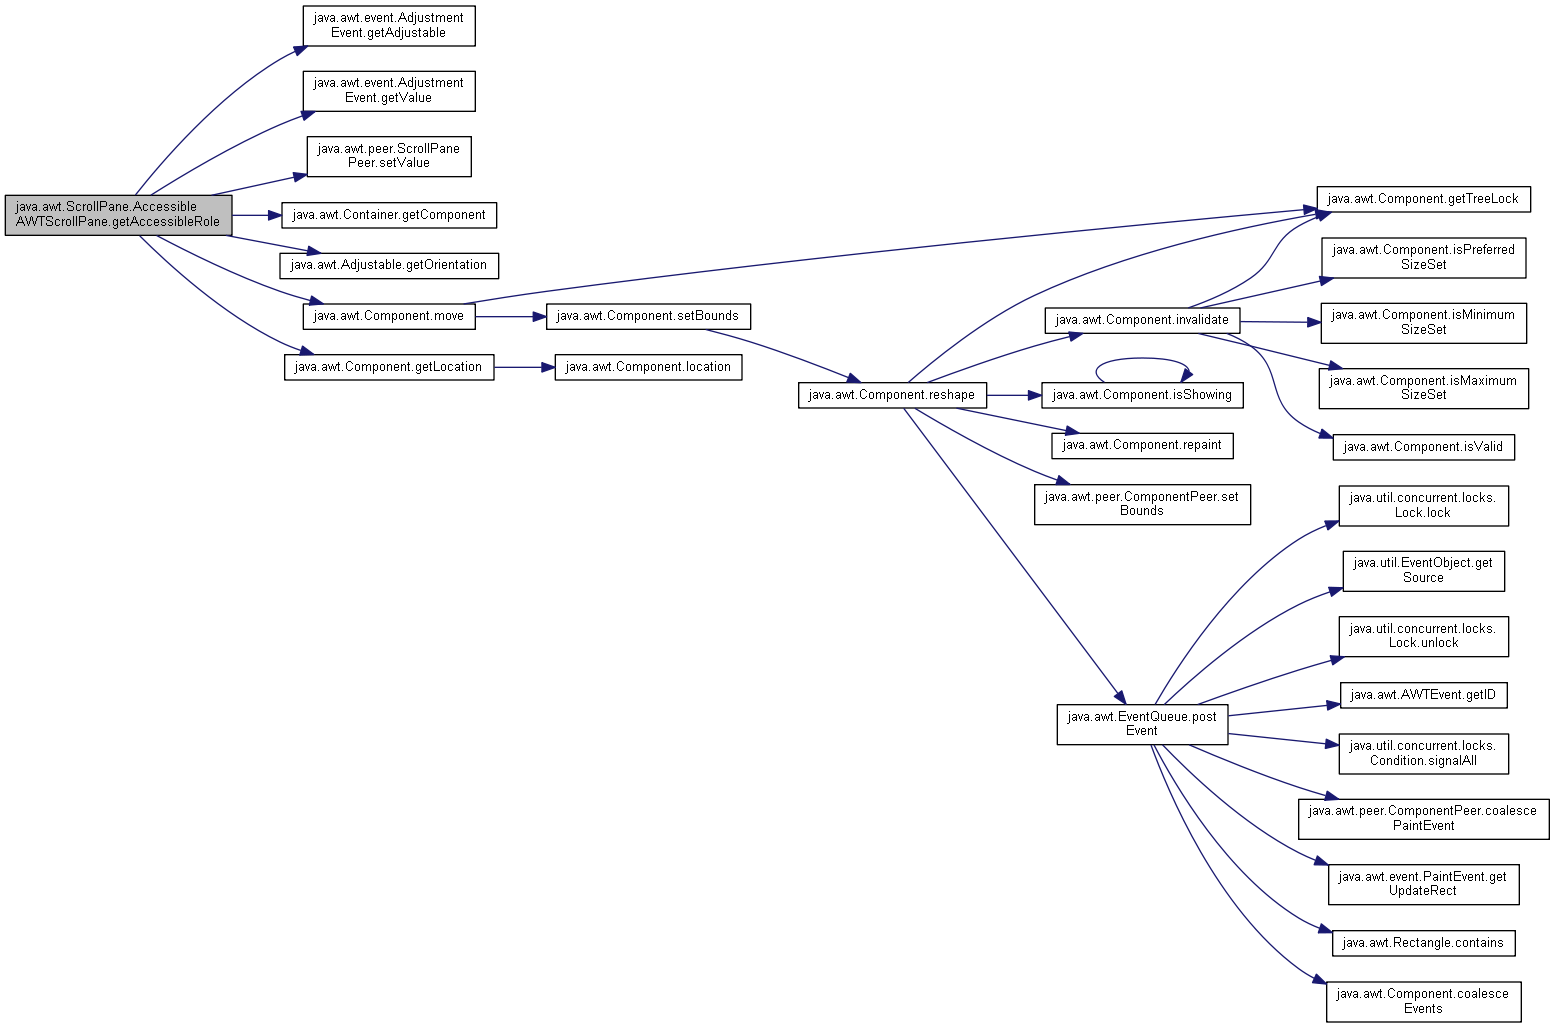 java.awt.ScrollPane.Accessible
AWTScrollPane.getAccessibleRole
java.awt.event.Adjustment
Event.getAdjustable
java.awt.event.Adjustment
Event.getValue
java.awt.peer.ScrollPane
Peer.setValue
java.awt.Container.getComponent
java.awt.Adjustable.getOrientation
java.awt.Component.move
java.awt.Component.getLocation
java.awt.Component.setBounds
java.awt.Component.location
java.awt.Component.reshape
java.awt.Component.invalidate
java.awt.Component.isShowing
java.awt.Component.repaint
java.awt.peer.ComponentPeer.set
Bounds
java.awt.EventQueue.post
Event
java.awt.Component.getTreeLock
java.awt.Component.isPreferred
SizeSet
java.awt.Component.isMinimum
SizeSet
java.awt.Component.isMaximum
SizeSet
java.awt.Component.isValid
java.util.concurrent.locks.
Lock.lock
java.util.EventObject.get
Source
java.util.concurrent.locks.
Lock.unlock
java.awt.AWTEvent.getID
java.util.concurrent.locks.
Condition.signalAll
java.awt.peer.ComponentPeer.coalesce
PaintEvent
java.awt.event.PaintEvent.get
UpdateRect
java.awt.Rectangle.contains
java.awt.Component.coalesce
Events